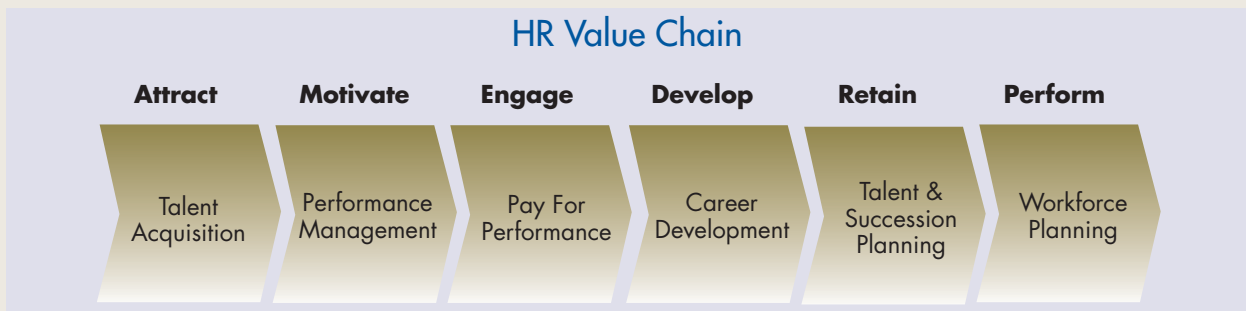 HR Value Chain
Attract
Motivate
Engage
Develop
Retain
Perform
Talent
Acquisition
Performance
Management
Pay For
Performance
Career
Development
Talent &
Succession
Planning
Workforce
Planning